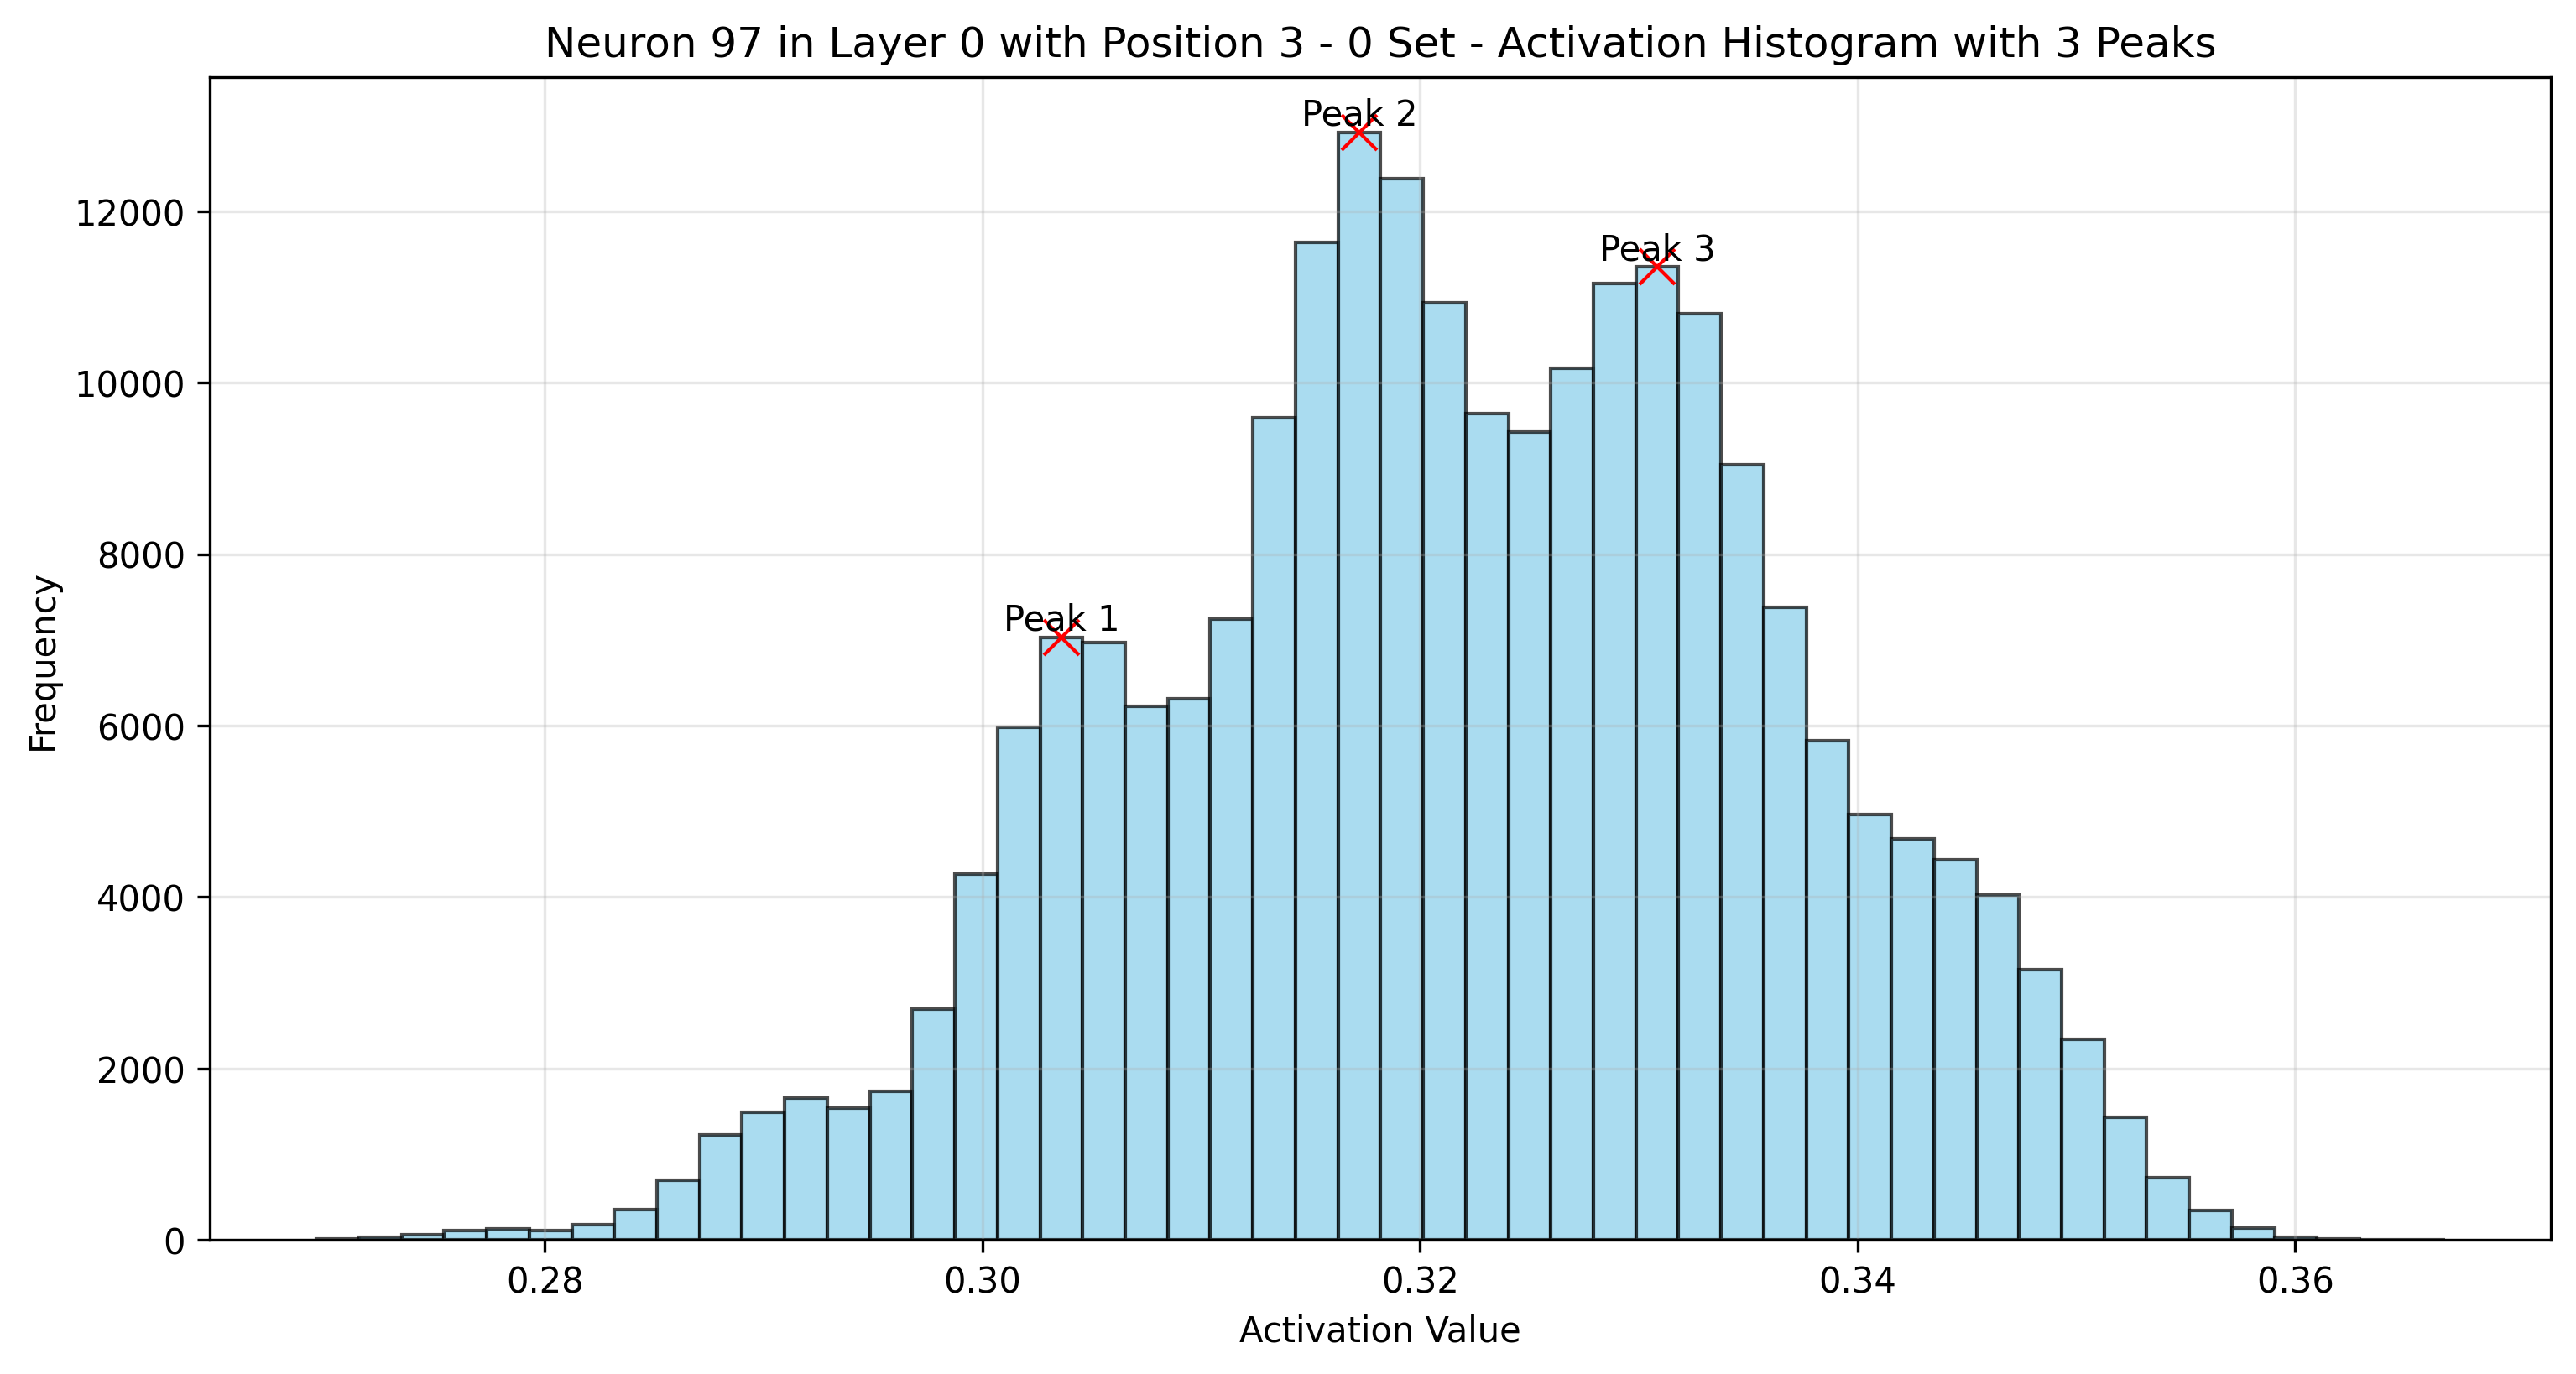 Neuron 97 in Layer 0 with Position 3 - 0 Set - Activation Histogram with 3 Peaks
Peak 2
Peak 3
Peak 1
12000
10000
8000
6000
4000
2000
0
Frequency
0.28 0.30 0.32 0.34 0.36
Activation Value